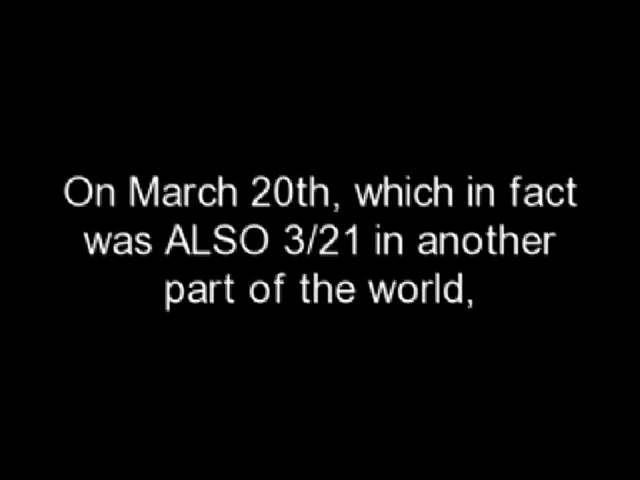 On March 20th, which in fact
was ALSO 3/21 in another
part of the world,